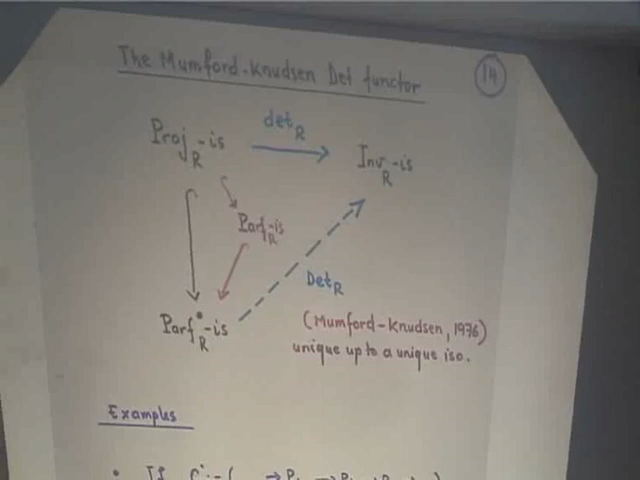 The Mumford-Knudsen Det functor
14
det_R
Proj_R-is
Inv_R-is
Parf_R-is
Det_R
Parf^•_R-is
(Mumford-Knudsen, 1976)
unique up to a unique iso.
Examples
• If